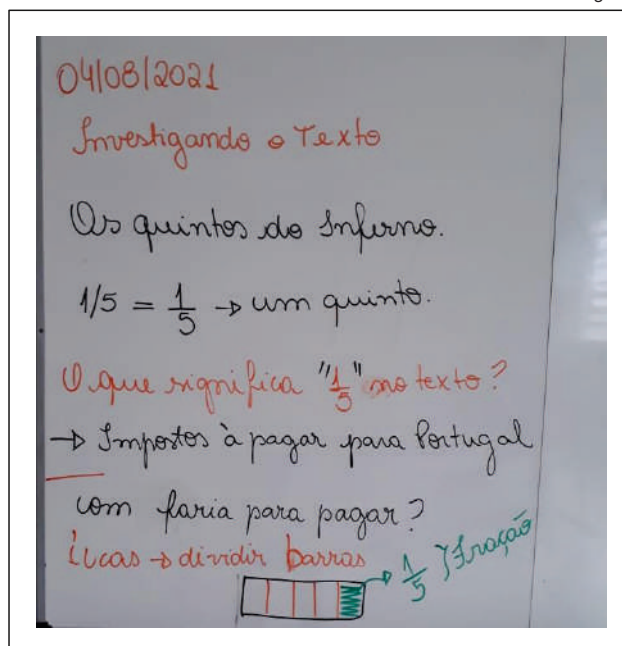 04/08/2021
Investigando o Texto
Os quintos do Inferno.
1/5 = 1/5 → um quinto.
O que significa "1/5" no texto?
→ Impostos à pagar para Portugal
com faria para pagar?
Lucas → dividir barras → 1/5 } Fração